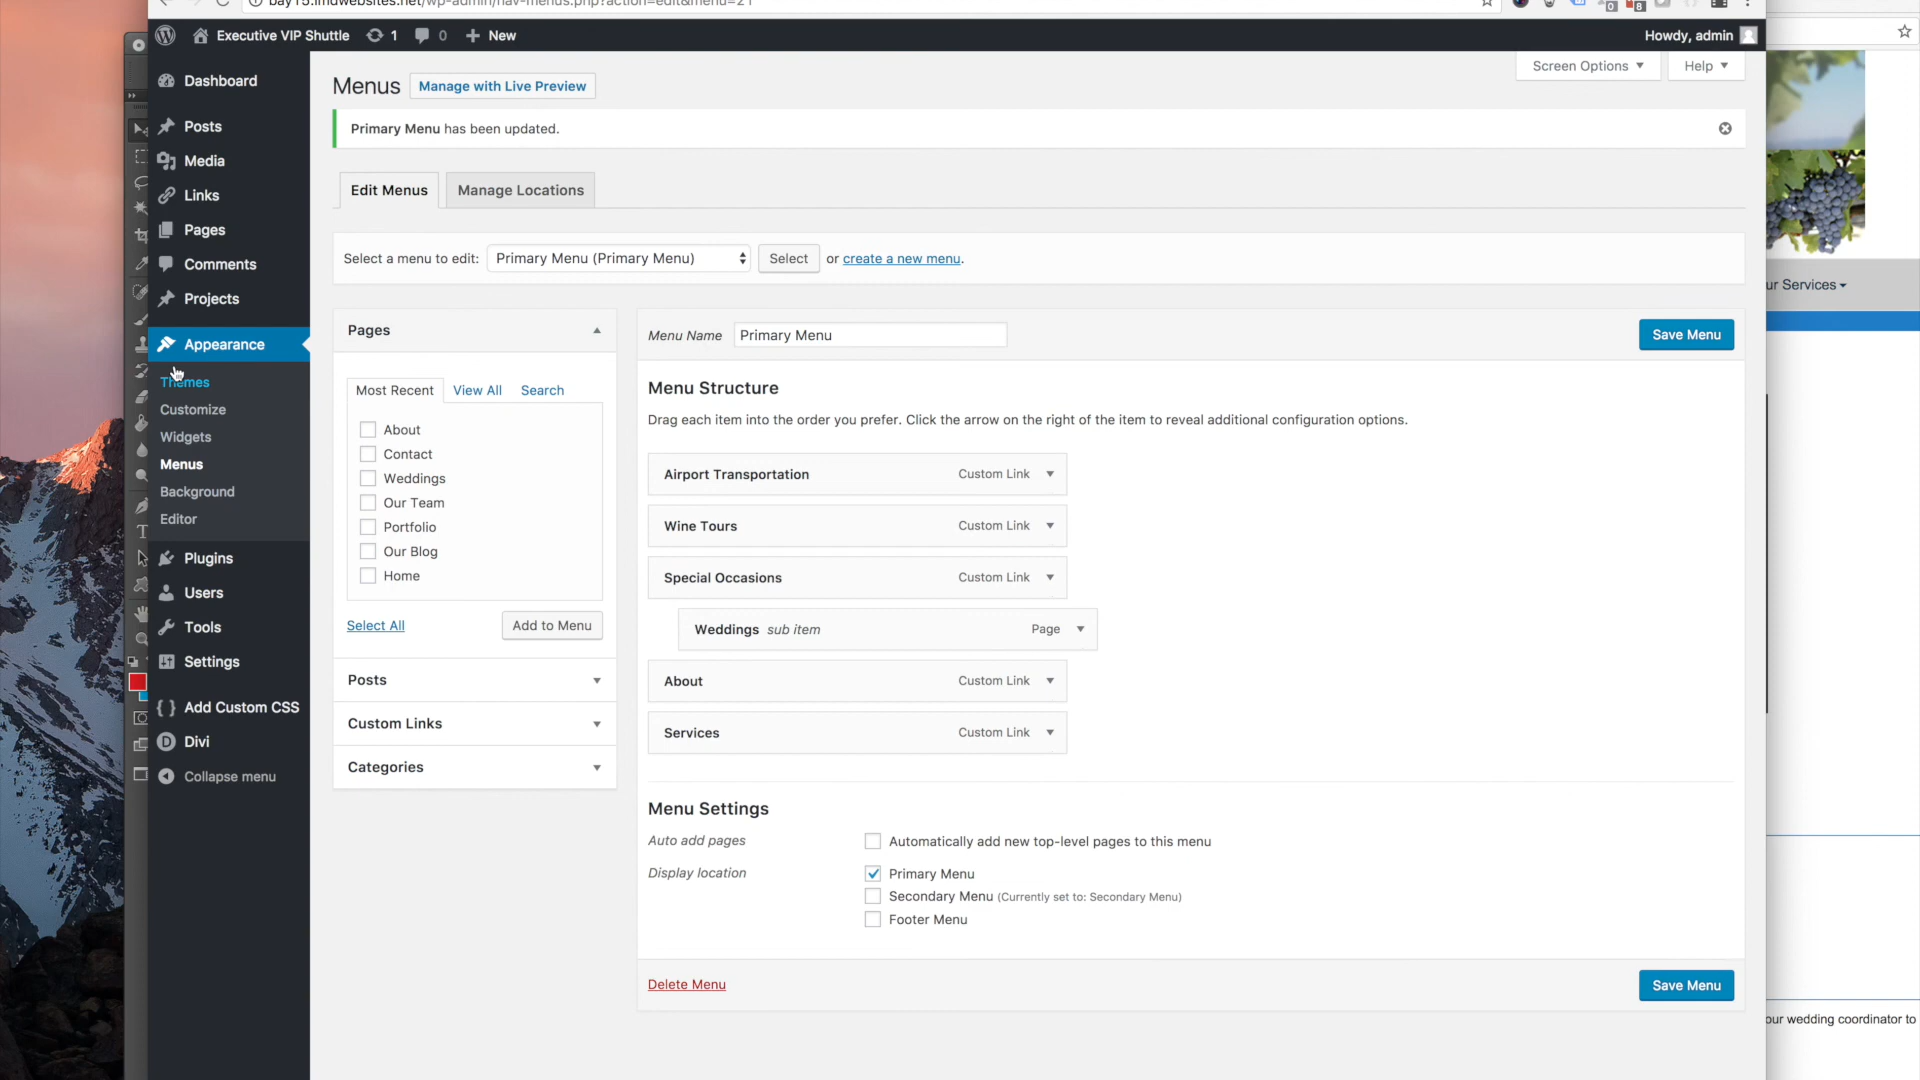 bay15.imdwebsites.net/wp-admin/nav-menus.php?action=edit&menu=21
Executive VIP Shuttle 1 0 New
Howdy, admin
Screen Options
Help
Dashboard
Posts
Media
Links
Pages
Comments
Projects
Appearance
Themes
Customize
Widgets
Menus
Background
Editor
Plugins
Users
Tools
Settings
Add Custom CSS
Divi
Collapse menu
Menus Manage with Live Preview
Primary Menu has been updated.
Edit Menus Manage Locations
Select a menu to edit: Primary Menu (Primary Menu) Select or create a new menu.
Pages
Most Recent View All Search
About
Contact
Weddings
Our Team
Portfolio
Our Blog
Home
Select All Add to Menu
Posts
Custom Links
Categories
Menu Name Primary Menu Save Menu
Menu Structure
Drag each item into the order you prefer. Click the arrow on the right of the item to reveal additional configuration options.
Airport Transportation Custom Link
Wine Tours Custom Link
Special Occasions Custom Link
Weddings sub item Page
About Custom Link
Services Custom Link
Menu Settings
Auto add pages Automatically add new top-level pages to this menu
Display location Primary Menu
Secondary Menu (Currently set to: Secondary Menu)
Footer Menu
Delete Menu Save Menu
ur Services
our wedding coordinator to
0
8